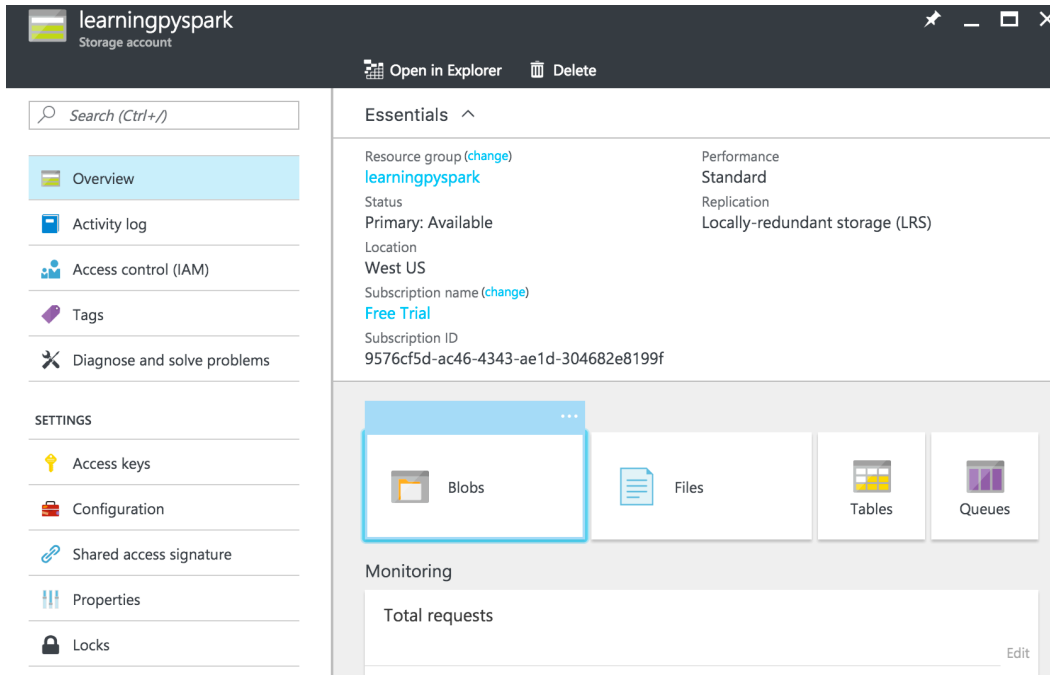 learningpyspark
Storage account
Open in Explorer Delete
Search (Ctrl+/)
Overview
Activity log
Access control (IAM)
Tags
Diagnose and solve problems
SETTINGS
Access keys
Configuration
Shared access signature
Properties
Locks
Essentials
Resource group (change)
learningpyspark
Status
Primary: Available
Location
West US
Subscription name (change)
Free Trial
Subscription ID
9576cf5d-ac46-4343-ae1d-304682e8199f
Performance
Standard
Replication
Locally-redundant storage (LRS)
Blobs
Files
Tables
Queues
Monitoring
Total requests
Edit